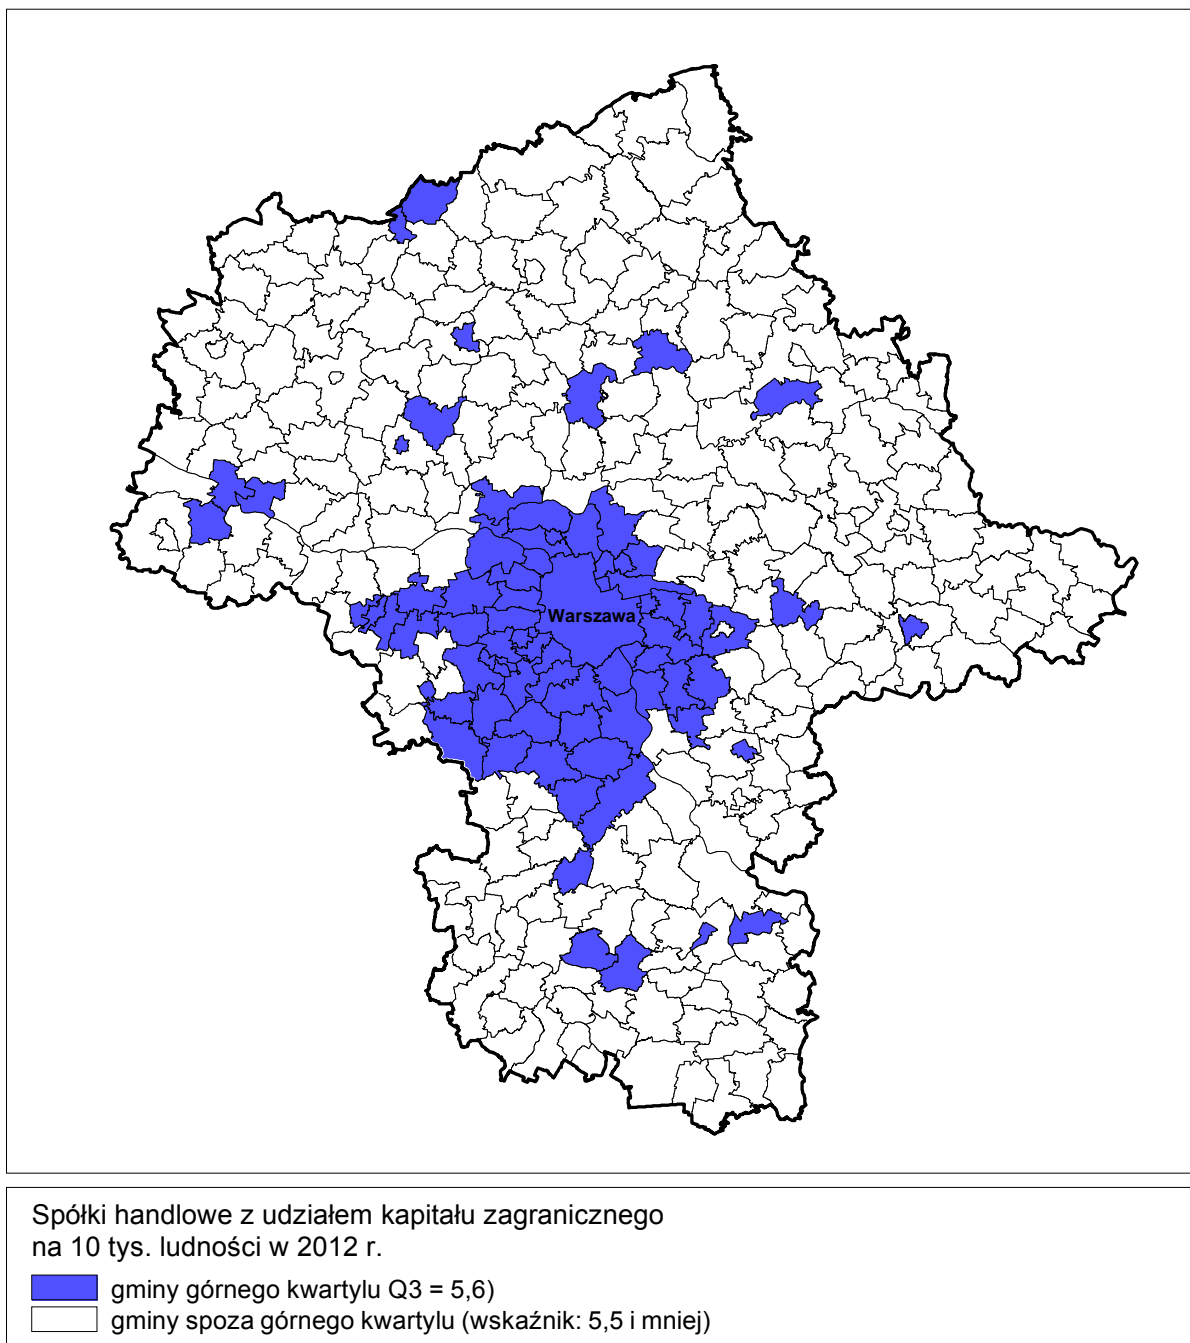 Warszawa
Spółki handlowe z udziałem kapitału zagranicznego
na 10 tys. ludności w 2012 r.
gminy górnego kwartylu Q3 = 5,6)
gminy spoza górnego kwartylu (wskaźnik: 5,5 i mniej)